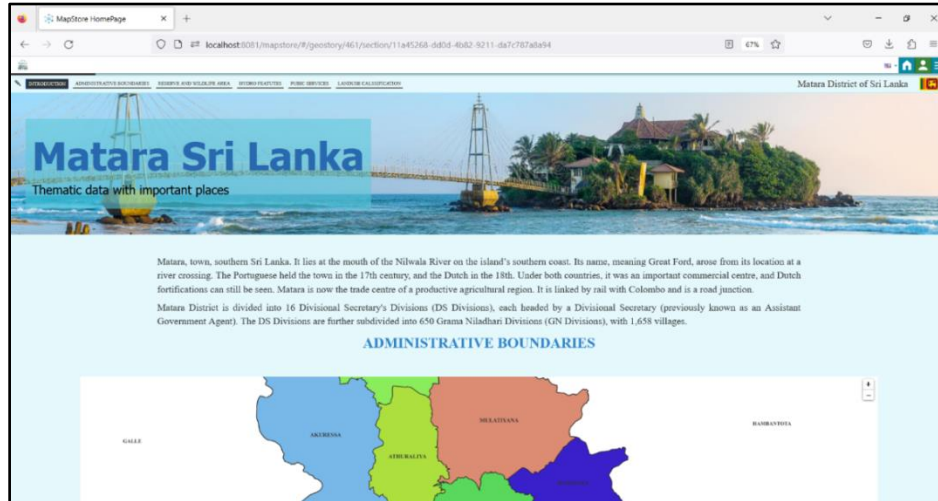 MapStore HomePage
localhost:8081/mapstore/#/geostory/461/section/11a45268-dd0d-4b82-9211-da7c787a8a94
67%
INTRODUCTION ADMINISTRATIVE BOUNDARIES RESERVE AND WILDLIFE AREA HYDRO FEATUTES PUBIC SERVICES LANDUSE CALSSIFICATION
Matara District of Sri Lanka
Matara Sri Lanka
Thematic data with important places
Matara, town, southern Sri Lanka. It lies at the mouth of the Nilwala River on the island's southern coast. Its name, meaning Great Ford, arose from its location at a
river crossing. The Portuguese held the town in the 17th century, and the Dutch in the 18th. Under both countries, it was an important commercial centre, and Dutch
fortifications can still be seen. Matara is now the trade centre of a productive agricultural region. It is linked by rail with Colombo and is a road junction.
Matara District is divided into 16 Divisional Secretary's Divisions (DS Divisions), each headed by a Divisional Secretary (previously known as an Assistant
Government Agent). The DS Divisions are further subdivided into 650 Grama Niladhari Divisions (GN Divisions), with 1,658 villages.
ADMINISTRATIVE BOUNDARIES
MULATIYANA
HAMBANTOTA
AKURESSA
GALLE
ATHURALIYA